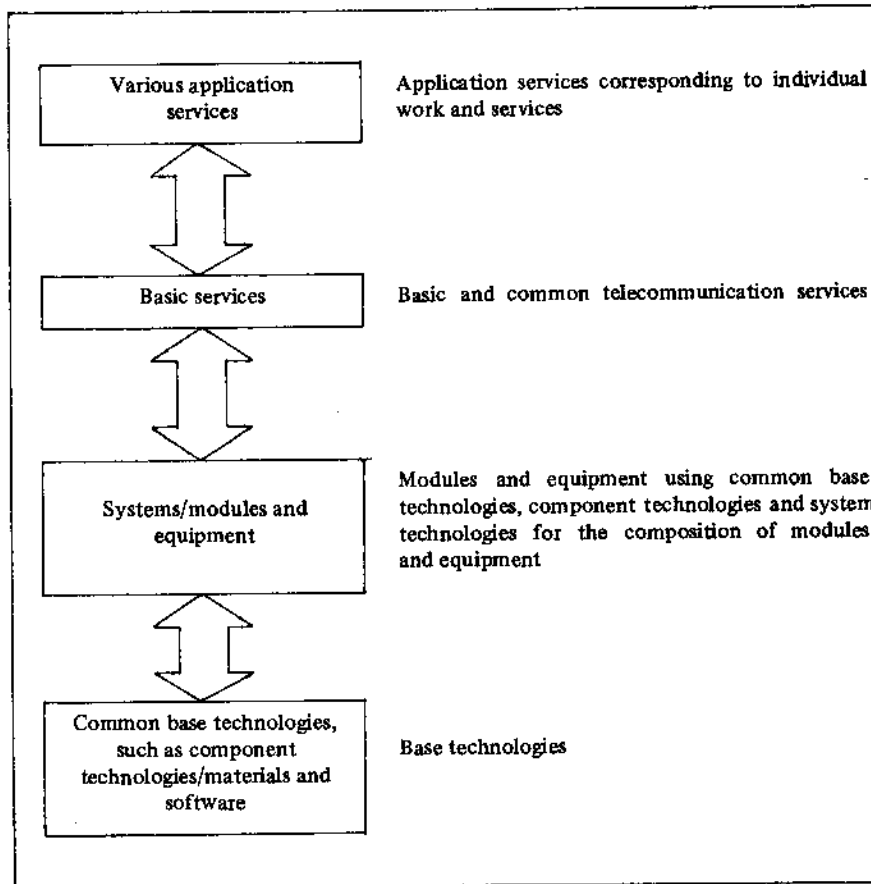 Various application
services
Application services corresponding to individual
work and services
Basic services
Basic and common telecommunication services
Systems/modules and
equipment
Modules and equipment using common base
technologies, component technologies and system
technologies for the composition of modules
and equipment
Common base technologies,
such as component
technologies/materials and
software
Base technologies